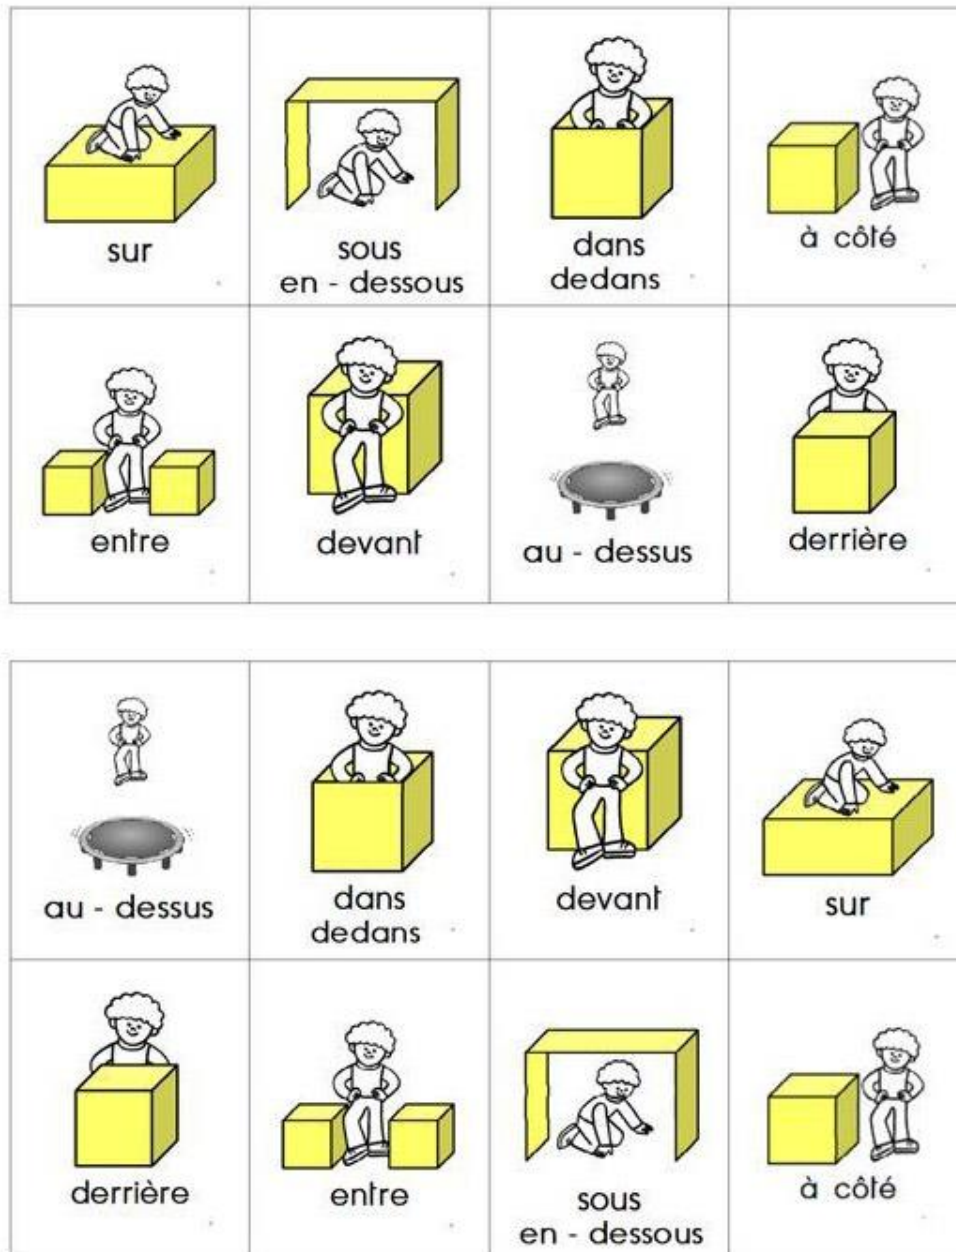 sur
sous
en - dessous
dans
dedans
à côté
entre
devant
au - dessus
derrière
au - dessus
dans
dedans
devant
sur
derrière
entre
sous
en - dessous
à côté